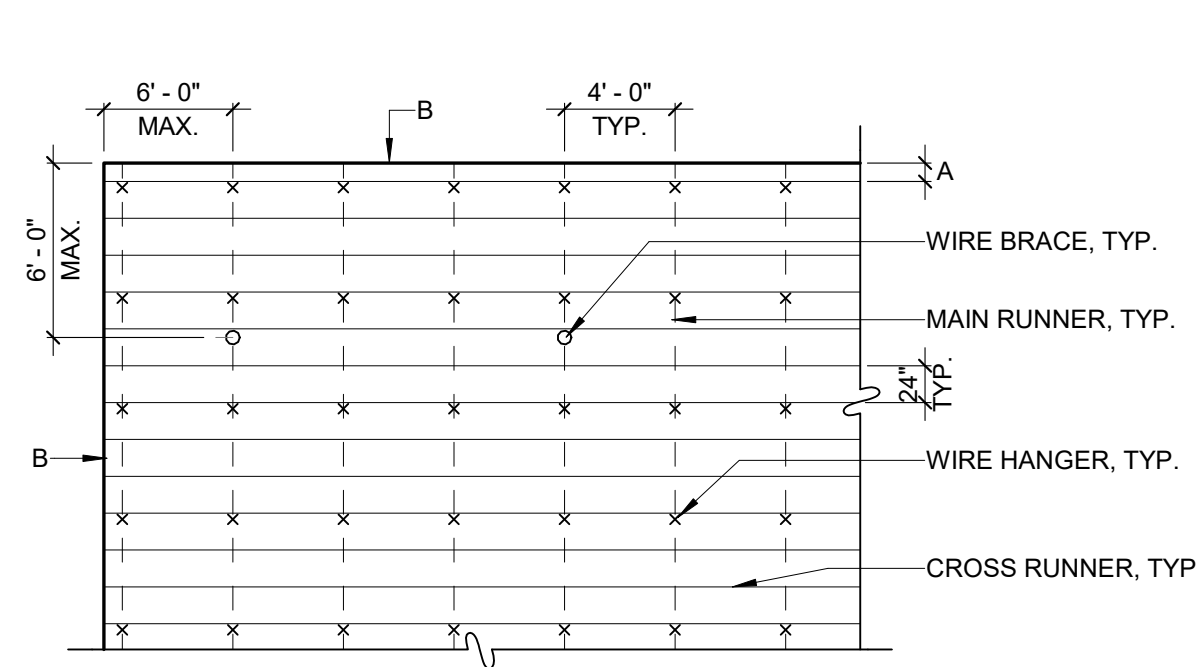 6' - 0"
MAX.
4' - 0"
TYP.
B
A
6' - 0"
MAX.
WIRE BRACE, TYP.
MAIN RUNNER, TYP.
24"
TYP.
B
WIRE HANGER, TYP.
CROSS RUNNER, TYP